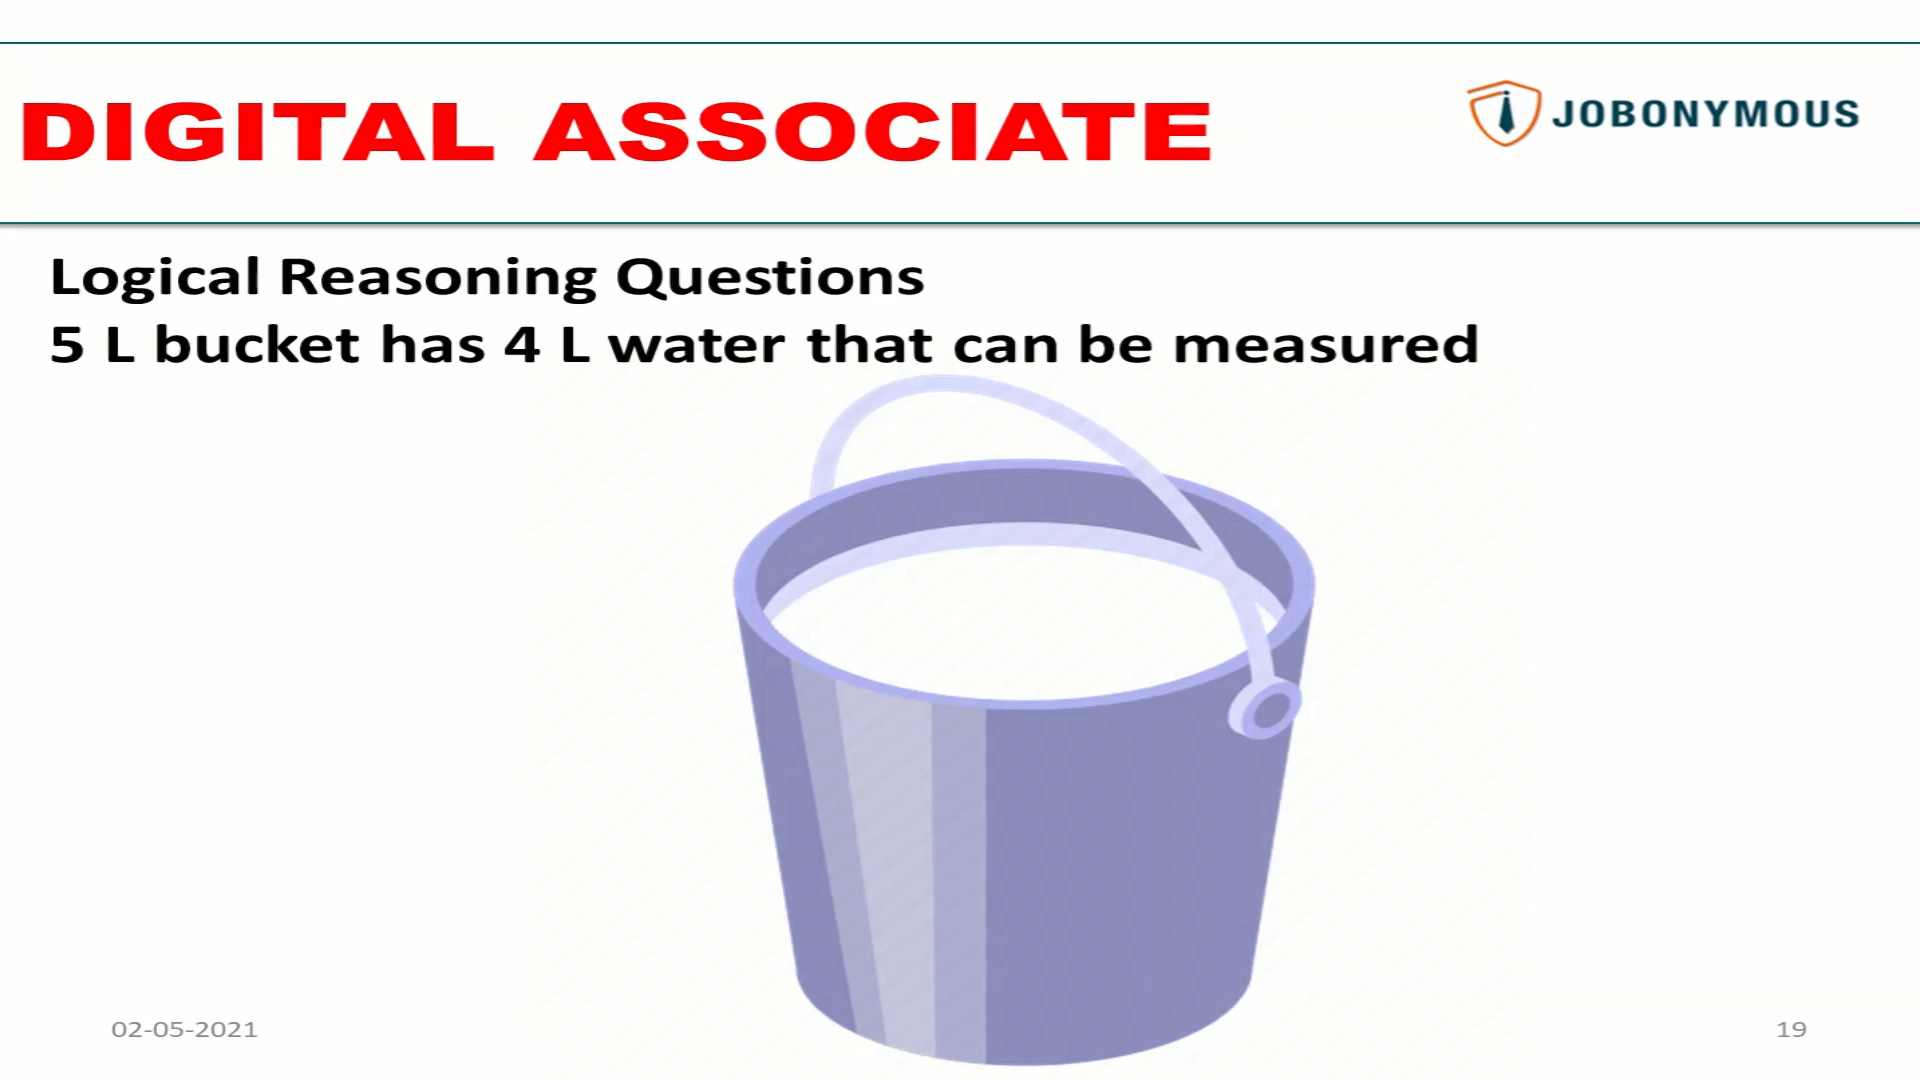 DIGITAL ASSOCIATE
JOBONYMOUS
Logical Reasoning Questions
5 L bucket has 4 L water that can be measured
02-05-2021
19